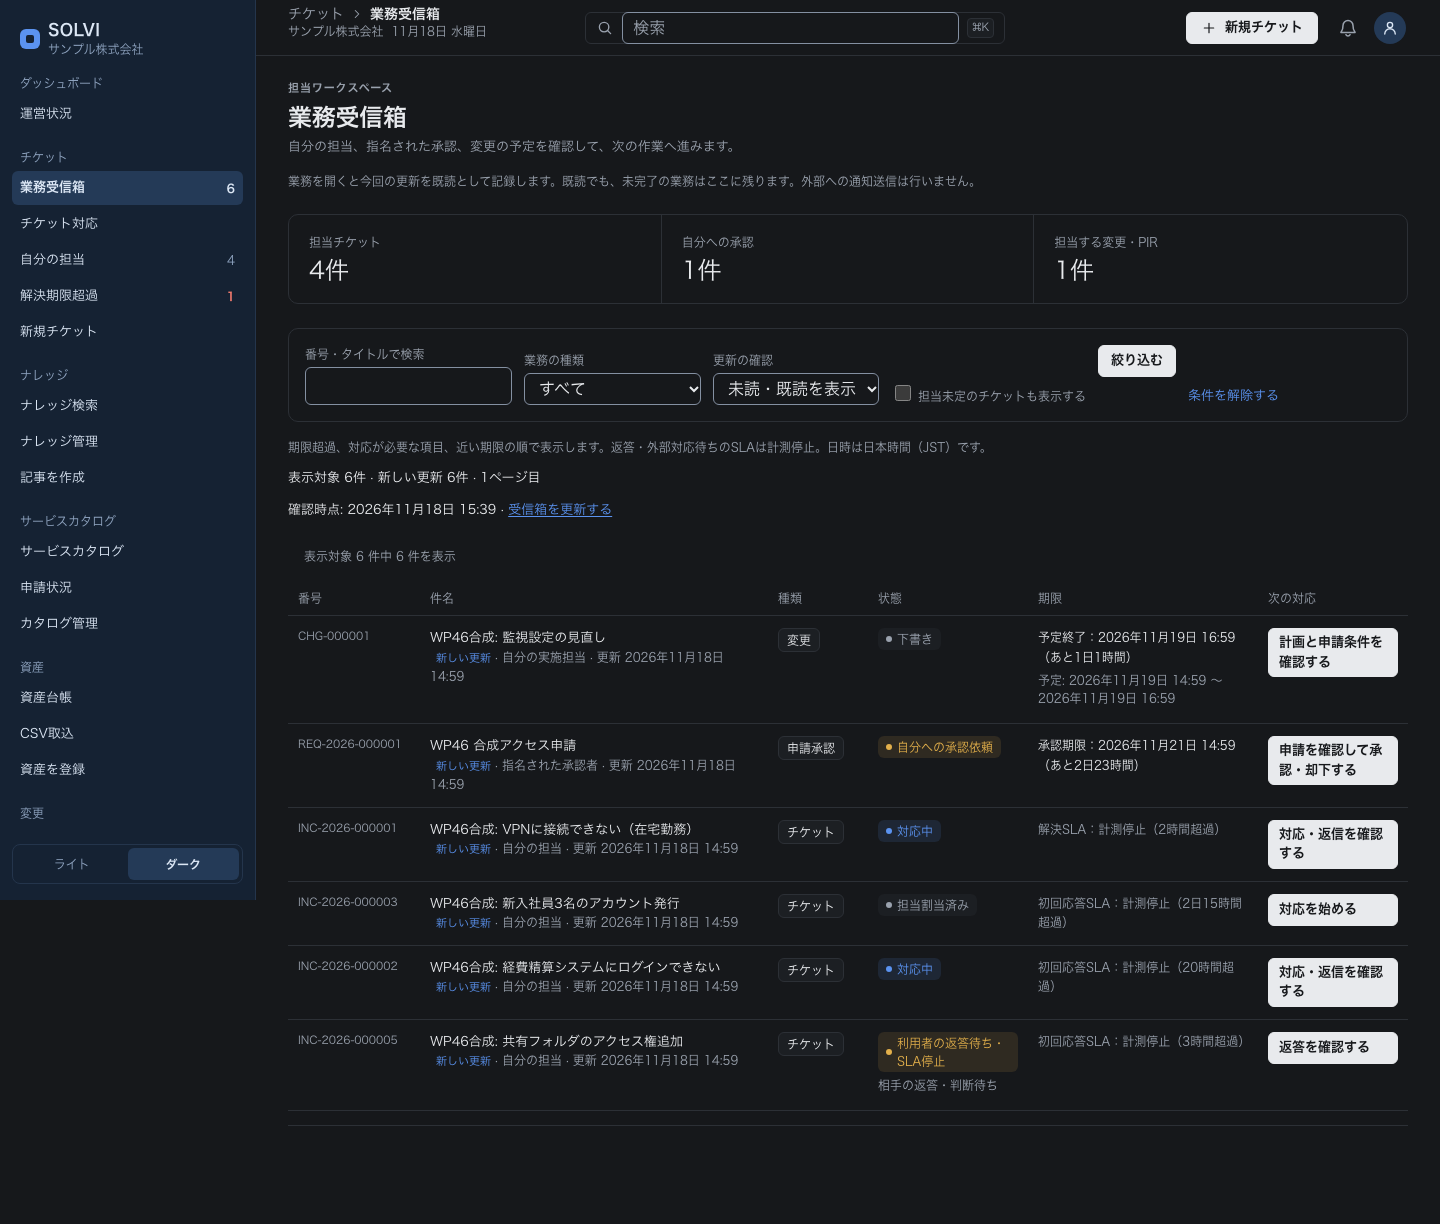 SOLVI
サンプル株式会社
ダッシュボード
運営状況
チケット
業務受信箱 6
チケット対応
自分の担当 4
解決期限超過 1
新規チケット
ナレッジ
ナレッジ検索
ナレッジ管理
記事を作成
サービスカタログ
サービスカタログ
申請状況
カタログ管理
資産
資産台帳
CSV取込
資産を登録
変更
ライト ダーク
チケット > 業務受信箱
サンプル株式会社 11月18日 水曜日
検索 ⌘K
+ 新規チケット
担当ワークスペース
業務受信箱
自分の担当、指名された承認、変更の予定を確認して、次の作業へ進みます。
業務を開くと今回の更新を既読として記録します。既読でも、未完了の業務はここに残ります。外部への通知送信は行いません。
担当チケット
4件
自分への承認
1件
担当する変更・PIR
1件
番号・タイトルで検索
業務の種類
すべて
更新の確認
未読・既読を表示
担当未定のチケットも表示する
絞り込む
条件を解除する
期限超過、対応が必要な項目、近い期限の順で表示します。返答・外部対応待ちのSLAは計測停止。日時は日本時間（JST）です。
表示対象 6件 · 新しい更新 6件 · 1ページ目
確認時点: 2026年11月18日 15:39 · 受信箱を更新する
表示対象 6 件中 6 件を表示
番号 件名 種類 状態 期限 次の対応
CHG-000001
WP46合成: 監視設定の見直し
新しい更新 · 自分の実施担当 · 更新 2026年11月18日
14:59
変更
下書き
予定終了：2026年11月19日 16:59
（あと1日1時間）
予定: 2026年11月19日 14:59 〜
2026年11月19日 16:59
計画と申請条件を
確認する
REQ-2026-000001
WP46 合成アクセス申請
新しい更新 · 指名された承認者 · 更新 2026年11月18日
14:59
申請承認
自分への承認依頼
承認期限：2026年11月21日 14:59
（あと2日23時間）
申請を確認して承
認・却下する
INC-2026-000001
WP46合成: VPNに接続できない（在宅勤務）
新しい更新 · 自分の担当 · 更新 2026年11月18日 14:59
チケット
対応中
解決SLA：計測停止（2時間超過）
対応・返信を確認
する
INC-2026-000003
WP46合成: 新入社員3名のアカウント発行
新しい更新 · 自分の担当 · 更新 2026年11月18日 14:59
チケット
担当割当済み
初回応答SLA：計測停止（2日15時間
超過）
対応を始める
INC-2026-000002
WP46合成: 経費精算システムにログインできない
新しい更新 · 自分の担当 · 更新 2026年11月18日 14:59
チケット
対応中
初回応答SLA：計測停止（20時間超
過）
対応・返信を確認
する
INC-2026-000005
WP46合成: 共有フォルダのアクセス権追加
新しい更新 · 自分の担当 · 更新 2026年11月18日 14:59
チケット
利用者の返答待ち・
SLA停止
相手の返答・判断待ち
初回応答SLA：計測停止（3時間超過）
返答を確認する